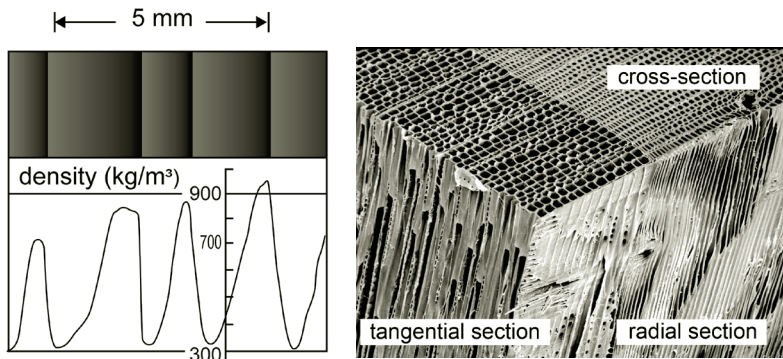 5 mm
density (kg/m³)
900
700
300
cross-section
tangential section
radial section